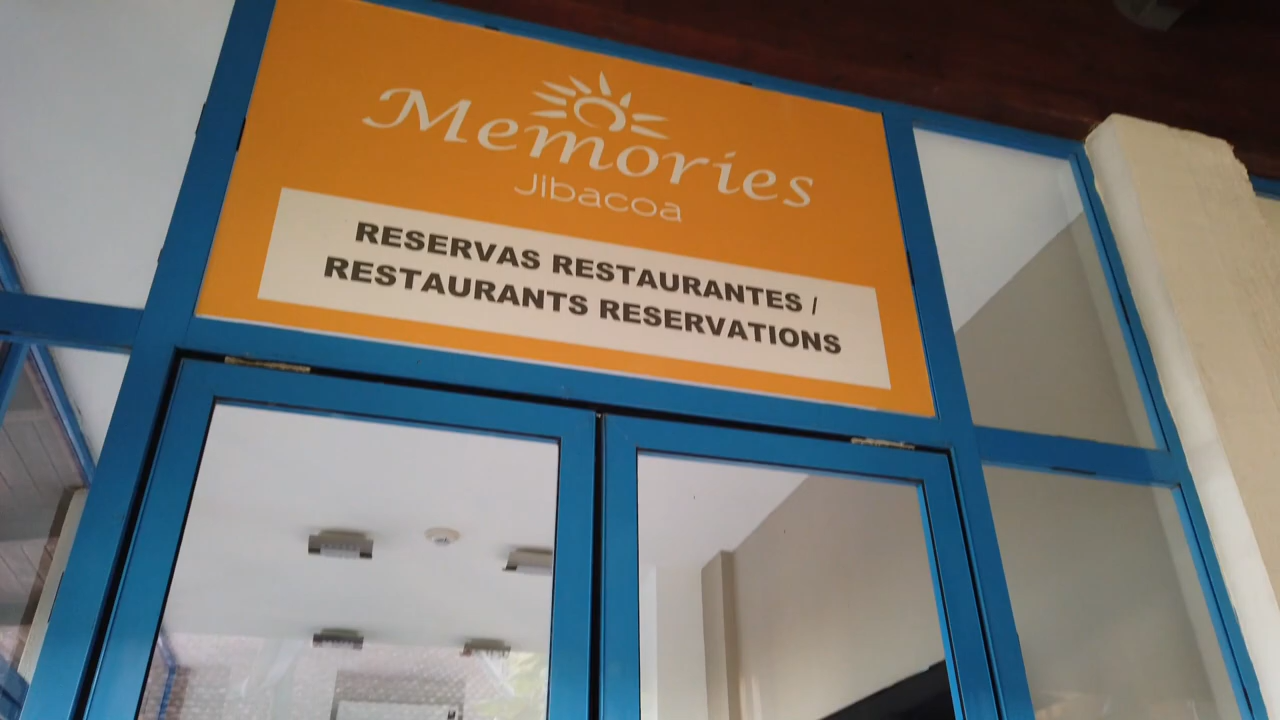 Memories
Jibacoa
RESERVAS RESTAURANTES /
RESTAURANTS RESERVATIONS